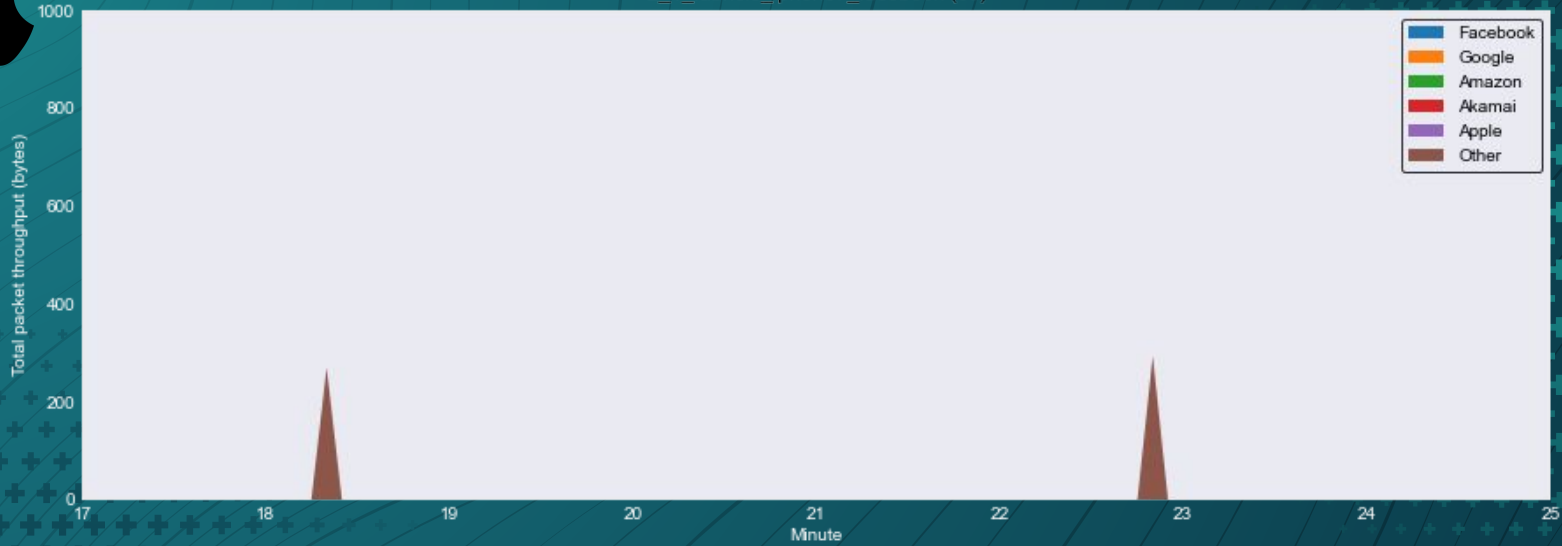 1000
800
600
400
200
0
Total packet throughput (bytes)
17 18 19 20 21 22 23 24 25
Minute
Facebook
Google
Amazon
Akamai
Apple
Other